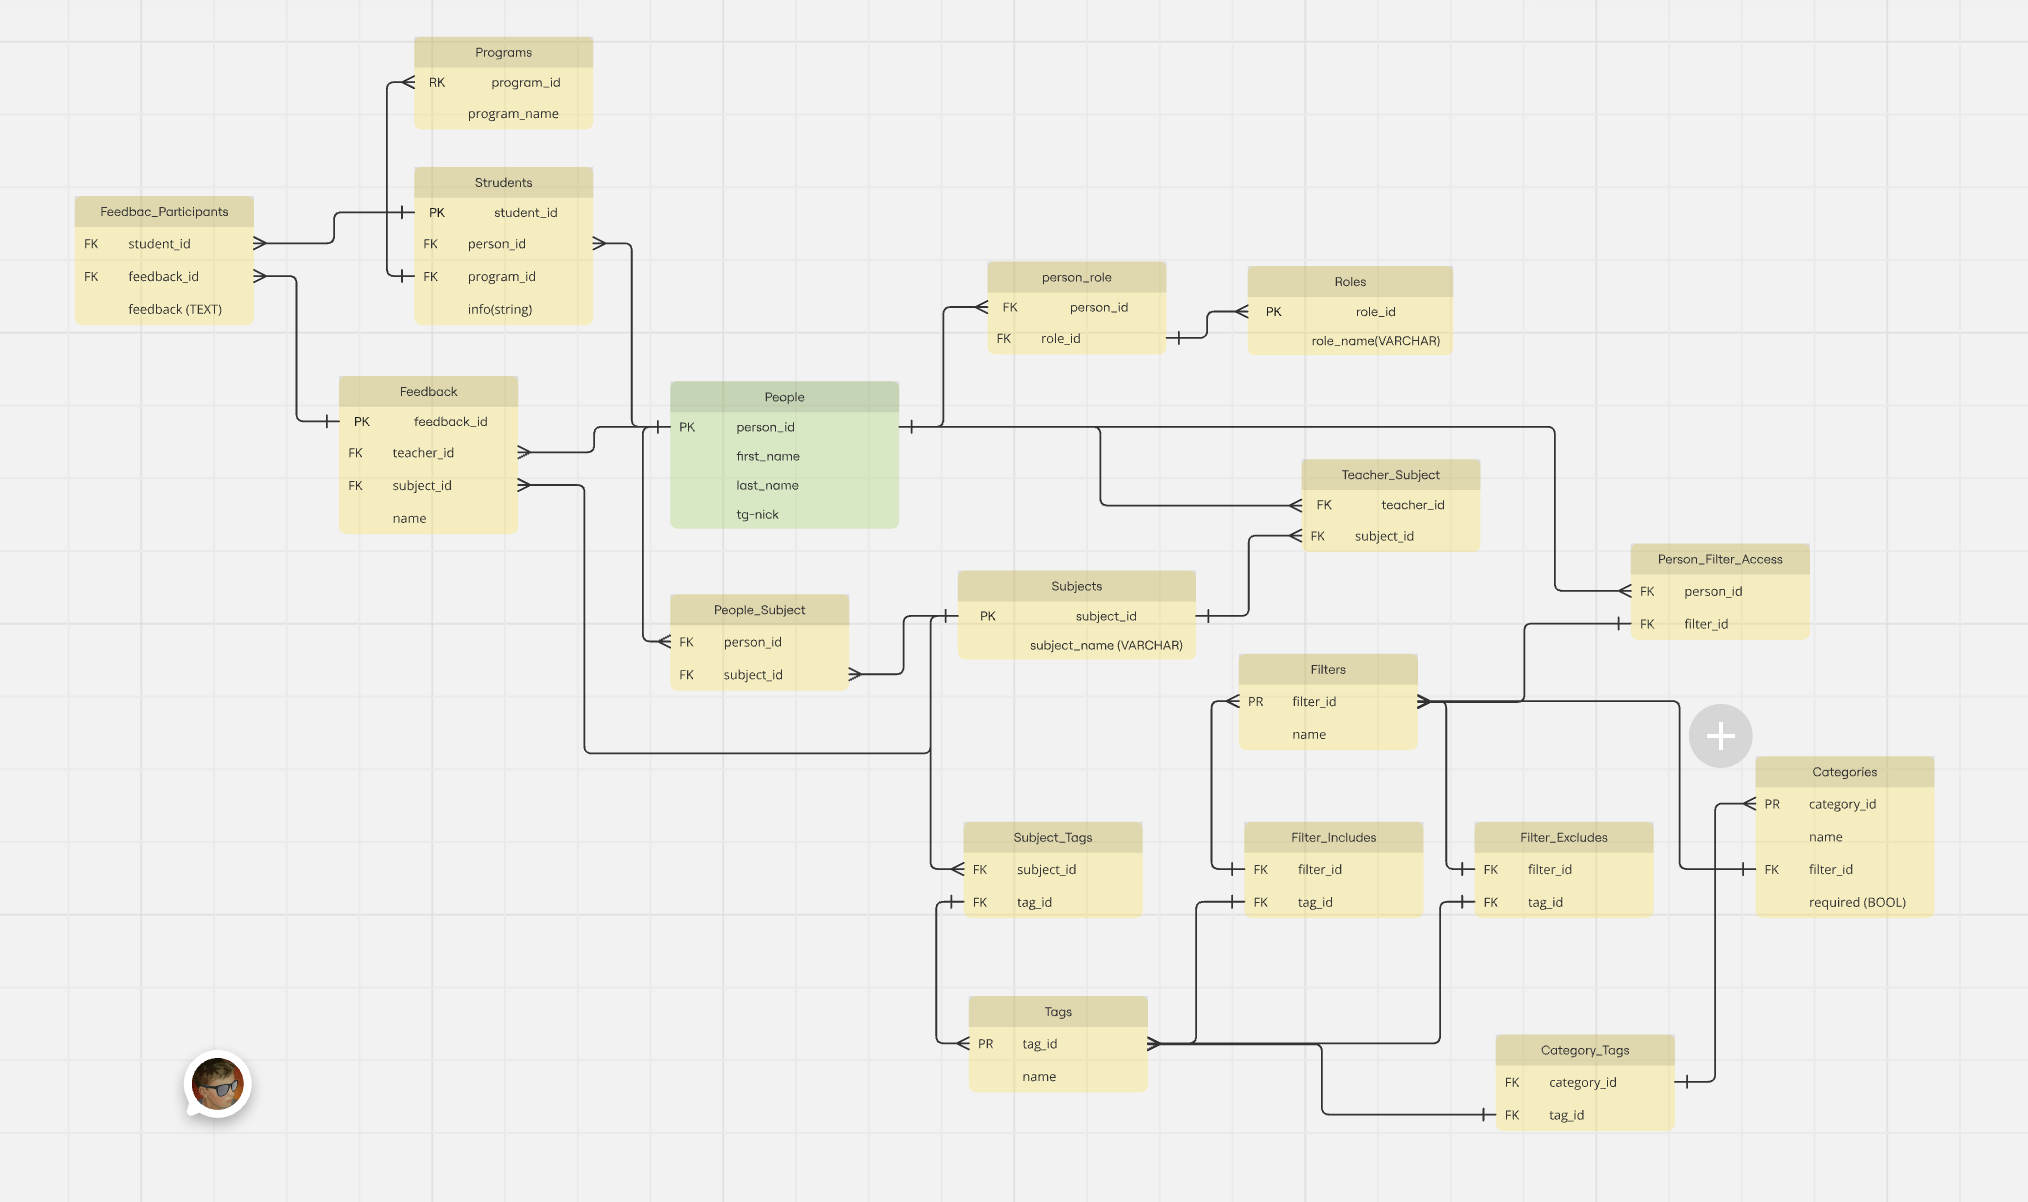 Programs
RK program_id
program_name
Strudents
PK student_id
FK person_id
FK program_id
info(string)
Feedbac_Participants
FK student_id
FK feedback_id
feedback (TEXT)
person_role
FK person_id
FK role_id
Roles
PK role_id
role_name(VARCHAR)
Feedback
PK feedback_id
FK teacher_id
FK subject_id
name
People
PK person_id
first_name
last_name
tg-nick
Teacher_Subject
FK teacher_id
FK subject_id
Person_Filter_Access
FK person_id
FK filter_id
People_Subject
FK person_id
FK subject_id
Subjects
PK subject_id
subject_name (VARCHAR)
Filters
PR filter_id
name
Categories
PR category_id
name
FK filter_id
required (BOOL)
Subject_Tags
FK subject_id
FK tag_id
Filter_Includes
FK filter_id
FK tag_id
Filter_Excludes
FK filter_id
FK tag_id
Tags
PR tag_id
name
Category_Tags
FK category_id
FK tag_id